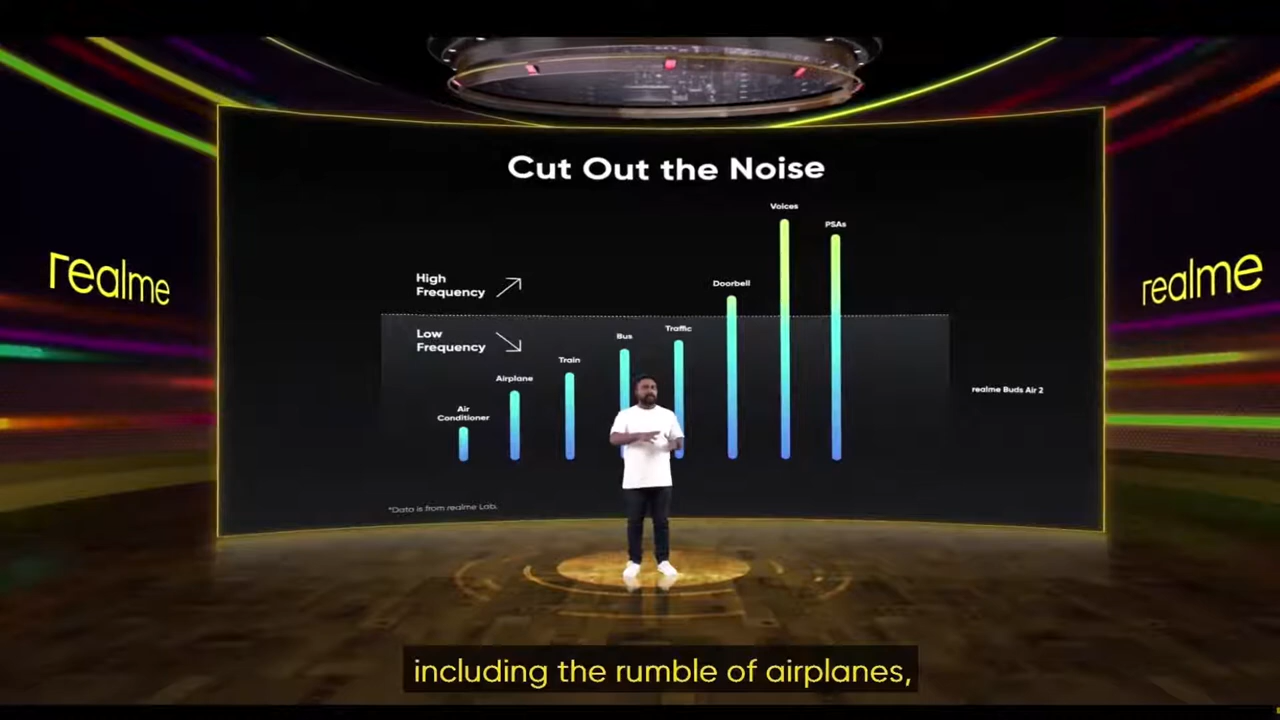 Cut Out the Noise
Voices
PSAs
High
Frequency
Doorbell
Low
Frequency
Bus
Traffic
Train
Airplane
Air
Conditioner
realme Buds Air 2
*Data is from realme Lab.
realme
realme
including the rumble of airplanes,